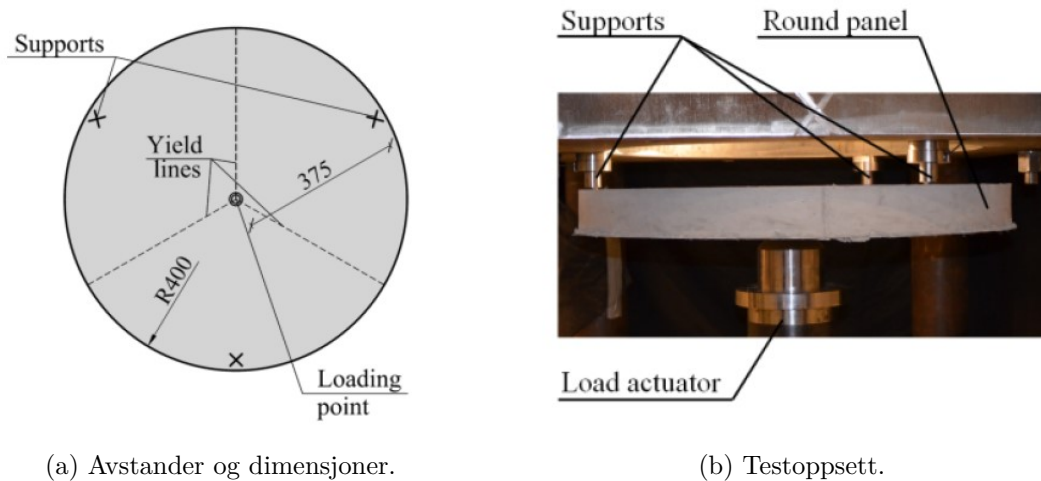 Supports
Yield
lines
375
R400
Loading
point
(a) Avstander og dimensjoner.
Supports
Round panel
Load actuator
(b) Testoppsett.